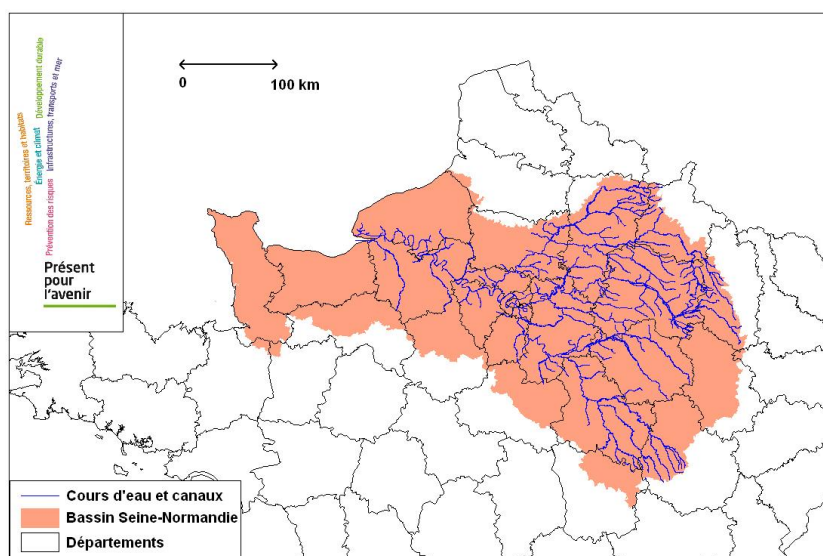 Ressources, territoires et habitats
Énergie et climat Développement durable
Prévention des risques Infrastructures, transports et mer
Présent
pour
l'avenir
0 100 km
Cours d'eau et canaux
Bassin Seine-Normandie
Départements